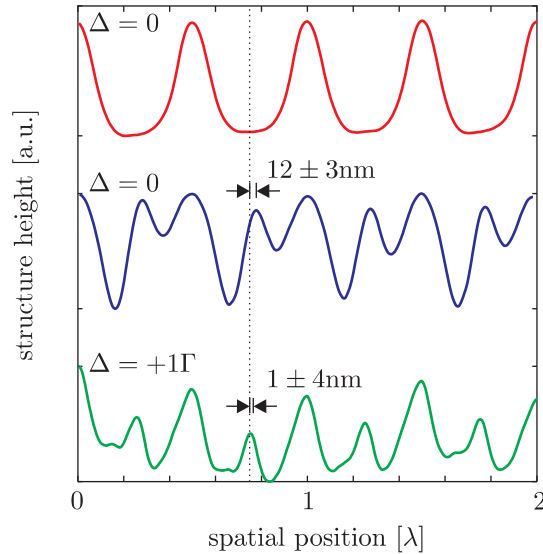 Δ = 0
Δ = 0
12 ± 3nm
Δ = +1Γ
1 ± 4nm
structure height [a.u.]
0
1
2
spatial position [λ]